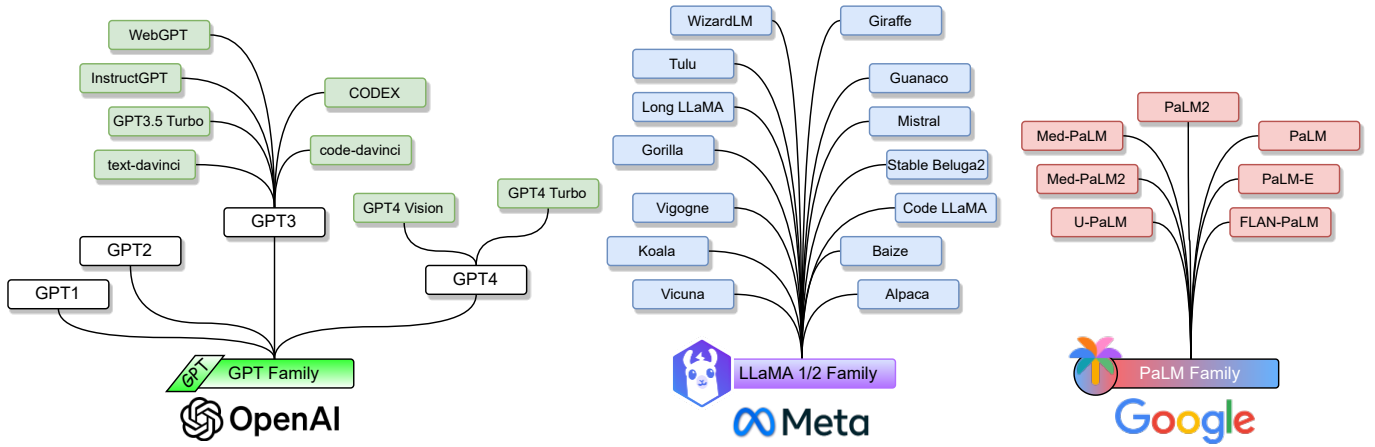 WebGPT
InstructGPT
GPT3.5 Turbo
text-davinci
CODEX
code-davinci
GPT3
GPT4 Vision
GPT4 Turbo
GPT2
GPT4
GPT1
GPT
GPT Family
OpenAI
WizardLM
Giraffe
Tulu
Guanaco
Long LLaMA
Mistral
Gorilla
Stable Beluga2
Vigogne
Code LLaMA
Koala
Baize
Vicuna
Alpaca
LLaMA 1/2 Family
Meta
PaLM2
Med-PaLM
PaLM
Med-PaLM2
PaLM-E
U-PaLM
FLAN-PaLM
PaLM Family
Google